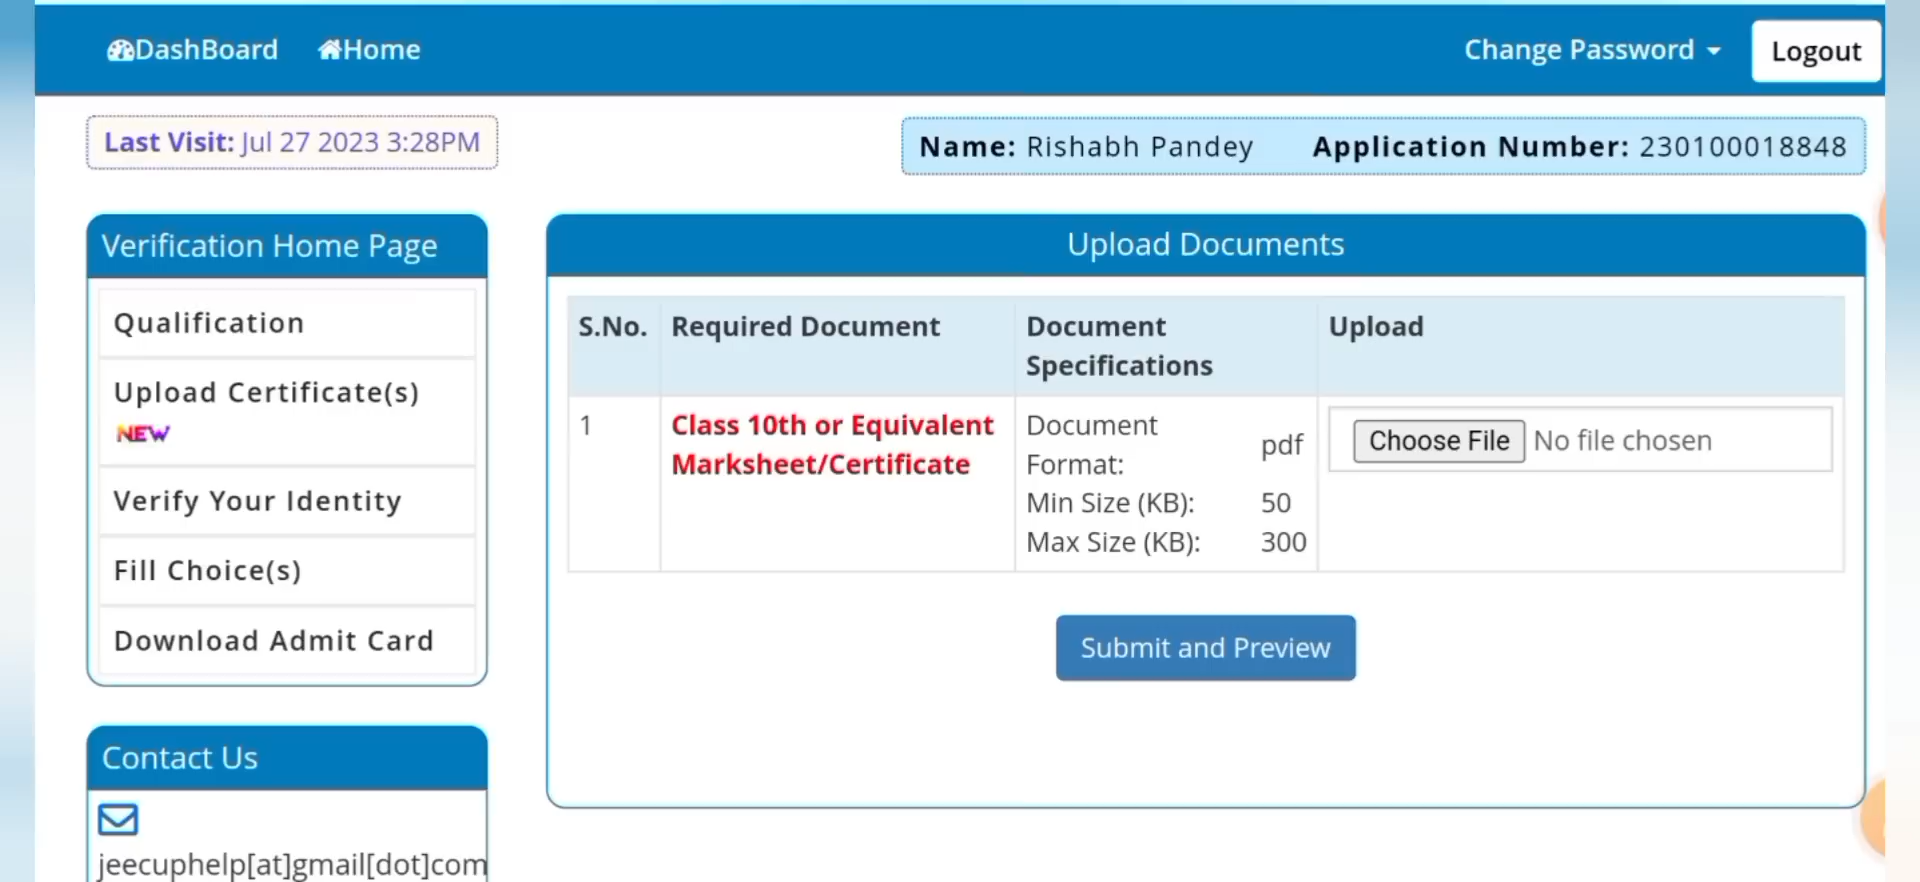 DashBoard Home Change Password Logout
Last Visit: Jul 27 2023 3:28PM
Name: Rishabh Pandey Application Number: 230100018848
Verification Home Page
Qualification
Upload Certificate(s)
NEW
Verify Your Identity
Fill Choice(s)
Download Admit Card
Contact Us
jeecuphelp[at]gmail[dot]com
Upload Documents
S.No. Required Document Document Specifications Upload
1 Class 10th or Equivalent
Marksheet/Certificate
Document Format: pdf
Min Size (KB): 50
Max Size (KB): 300
Choose File No file chosen
Submit and Preview